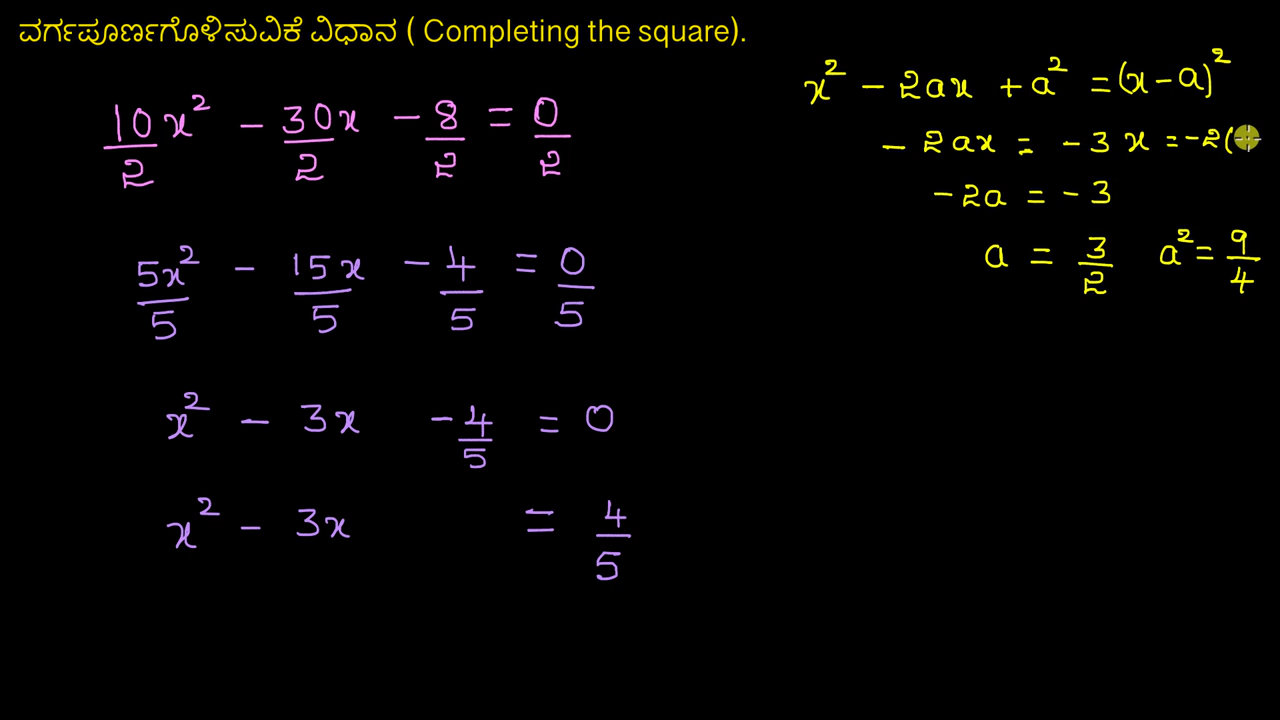 ವರ್ಗಪೂರ್ಣಗೊಳಿಸುವಿಕೆ ವಿಧಾನ ( Completing the square).
10x²/2 - 30x/2 - 8/2 = 0/2
5x²/5 - 15x/5 - 4/5 = 0/5
x² - 3x - 4/5 = 0
x² - 3x = 4/5
x² - 2ax + a² = (x - a)²
- 2ax = - 3x = -2(
- 2a = - 3
a = 3/2 a² = 9/4